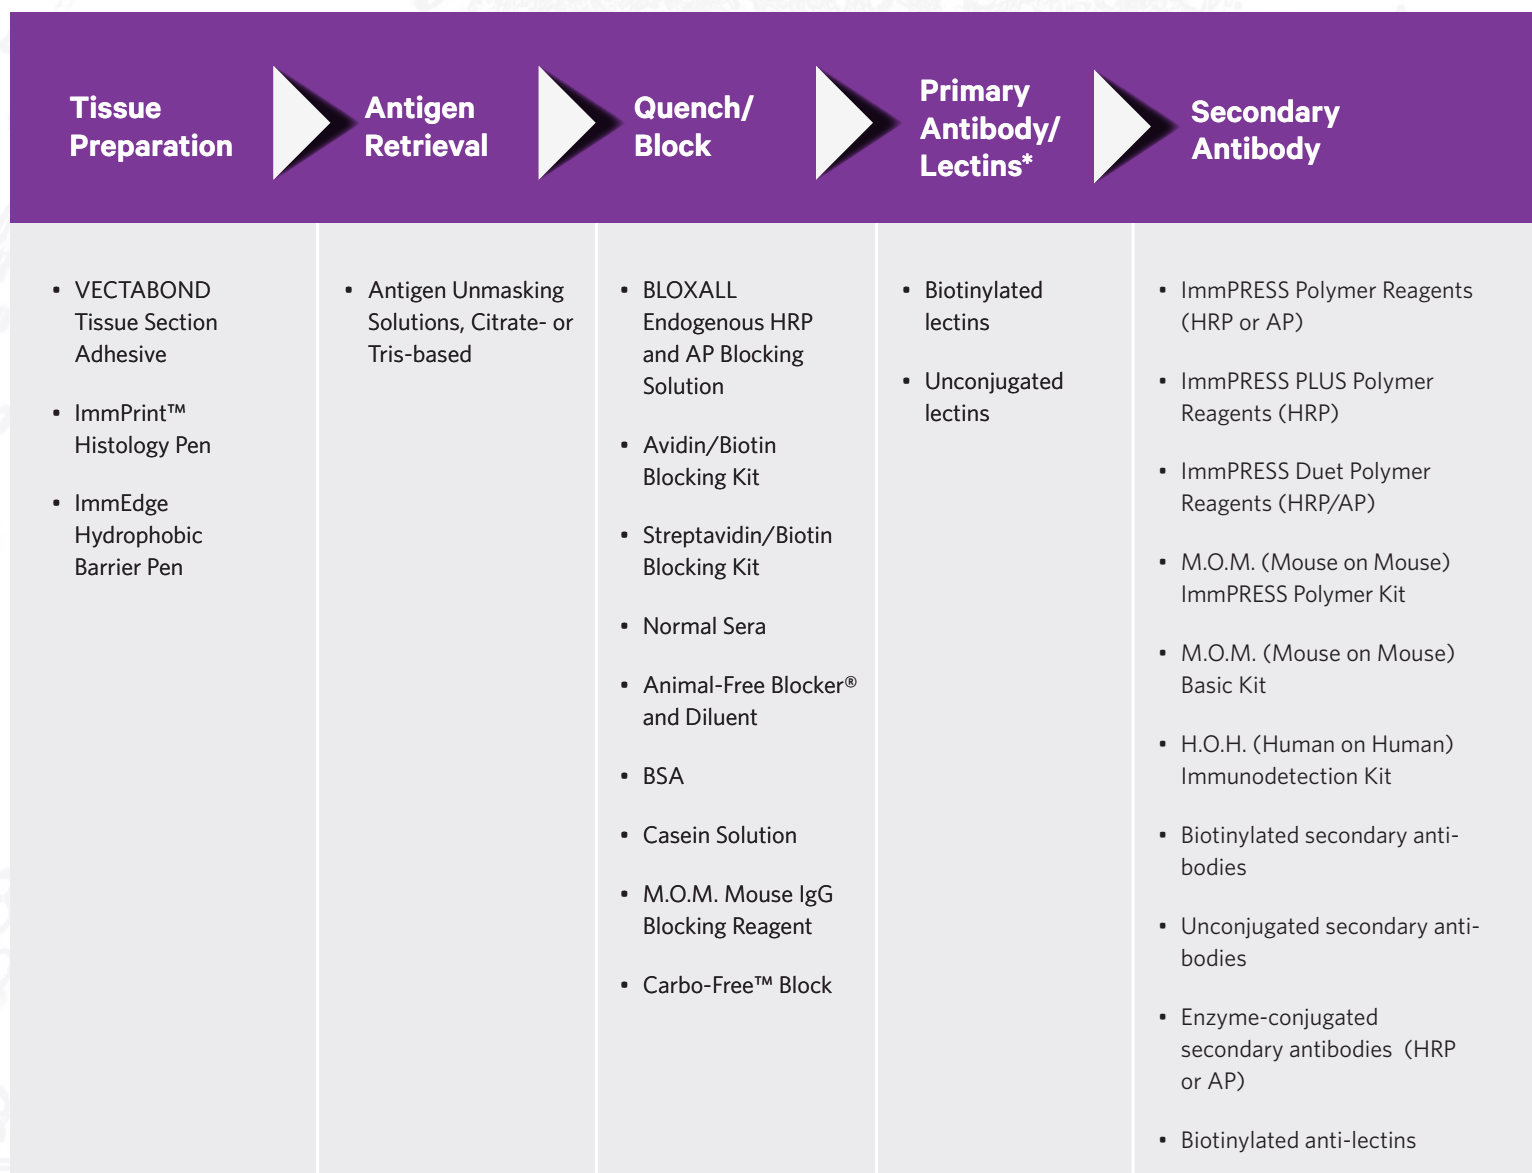 Tissue
Preparation
Antigen
Retrieval
Quench/
Block
Primary
Antibody/
Lectins*
Secondary
Antibody
• VECTABOND
Tissue Section
Adhesive
• ImmPrint™
Histology Pen
• ImmEdge
Hydrophobic
Barrier Pen
• Antigen Unmasking
Solutions, Citrate- or
Tris-based
• BLOXALL
Endogenous HRP
and AP Blocking
Solution
• Avidin/Biotin
Blocking Kit
• Streptavidin/Biotin
Blocking Kit
• Normal Sera
• Animal-Free Blocker®
and Diluent
• BSA
• Casein Solution
• M.O.M. Mouse IgG
Blocking Reagent
• Carbo-Free™ Block
• Biotinylated
lectins
• Unconjugated
lectins
• ImmPRESS Polymer Reagents
(HRP or AP)
• ImmPRESS PLUS Polymer
Reagents (HRP)
• ImmPRESS Duet Polymer
Reagents (HRP/AP)
• M.O.M. (Mouse on Mouse)
ImmPRESS Polymer Kit
• M.O.M. (Mouse on Mouse)
Basic Kit
• H.O.H. (Human on Human)
Immunodetection Kit
• Biotinylated secondary anti-
bodies
• Unconjugated secondary anti-
bodies
• Enzyme-conjugated
secondary antibodies (HRP
or AP)
• Biotinylated anti-lectins